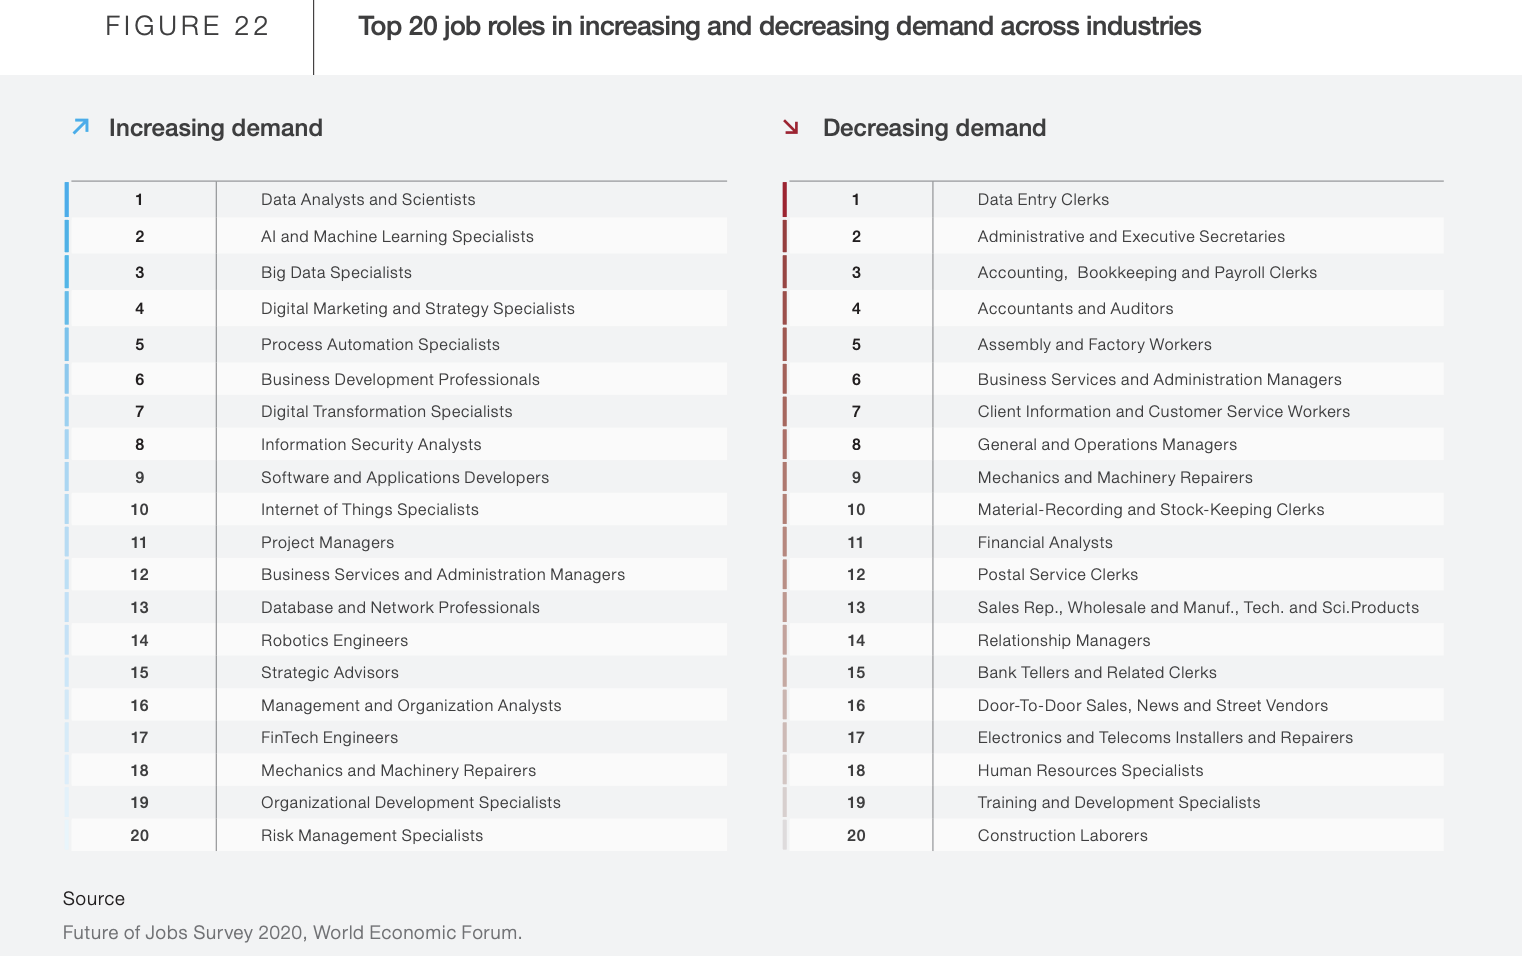 FIGURE 22
Top 20 job roles in increasing and decreasing demand across industries
Increasing demand
1 Data Analysts and Scientists
2 AI and Machine Learning Specialists
3 Big Data Specialists
4 Digital Marketing and Strategy Specialists
5 Process Automation Specialists
6 Business Development Professionals
7 Digital Transformation Specialists
8 Information Security Analysts
9 Software and Applications Developers
10 Internet of Things Specialists
11 Project Managers
12 Business Services and Administration Managers
13 Database and Network Professionals
14 Robotics Engineers
15 Strategic Advisors
16 Management and Organization Analysts
17 FinTech Engineers
18 Mechanics and Machinery Repairers
19 Organizational Development Specialists
20 Risk Management Specialists
Decreasing demand
1 Data Entry Clerks
2 Administrative and Executive Secretaries
3 Accounting, Bookkeeping and Payroll Clerks
4 Accountants and Auditors
5 Assembly and Factory Workers
6 Business Services and Administration Managers
7 Client Information and Customer Service Workers
8 General and Operations Managers
9 Mechanics and Machinery Repairers
10 Material-Recording and Stock-Keeping Clerks
11 Financial Analysts
12 Postal Service Clerks
13 Sales Rep., Wholesale and Manuf., Tech. and Sci.Products
14 Relationship Managers
15 Bank Tellers and Related Clerks
16 Door-To-Door Sales, News and Street Vendors
17 Electronics and Telecoms Installers and Repairers
18 Human Resources Specialists
19 Training and Development Specialists
20 Construction Laborers
Source
Future of Jobs Survey 2020, World Economic Forum.